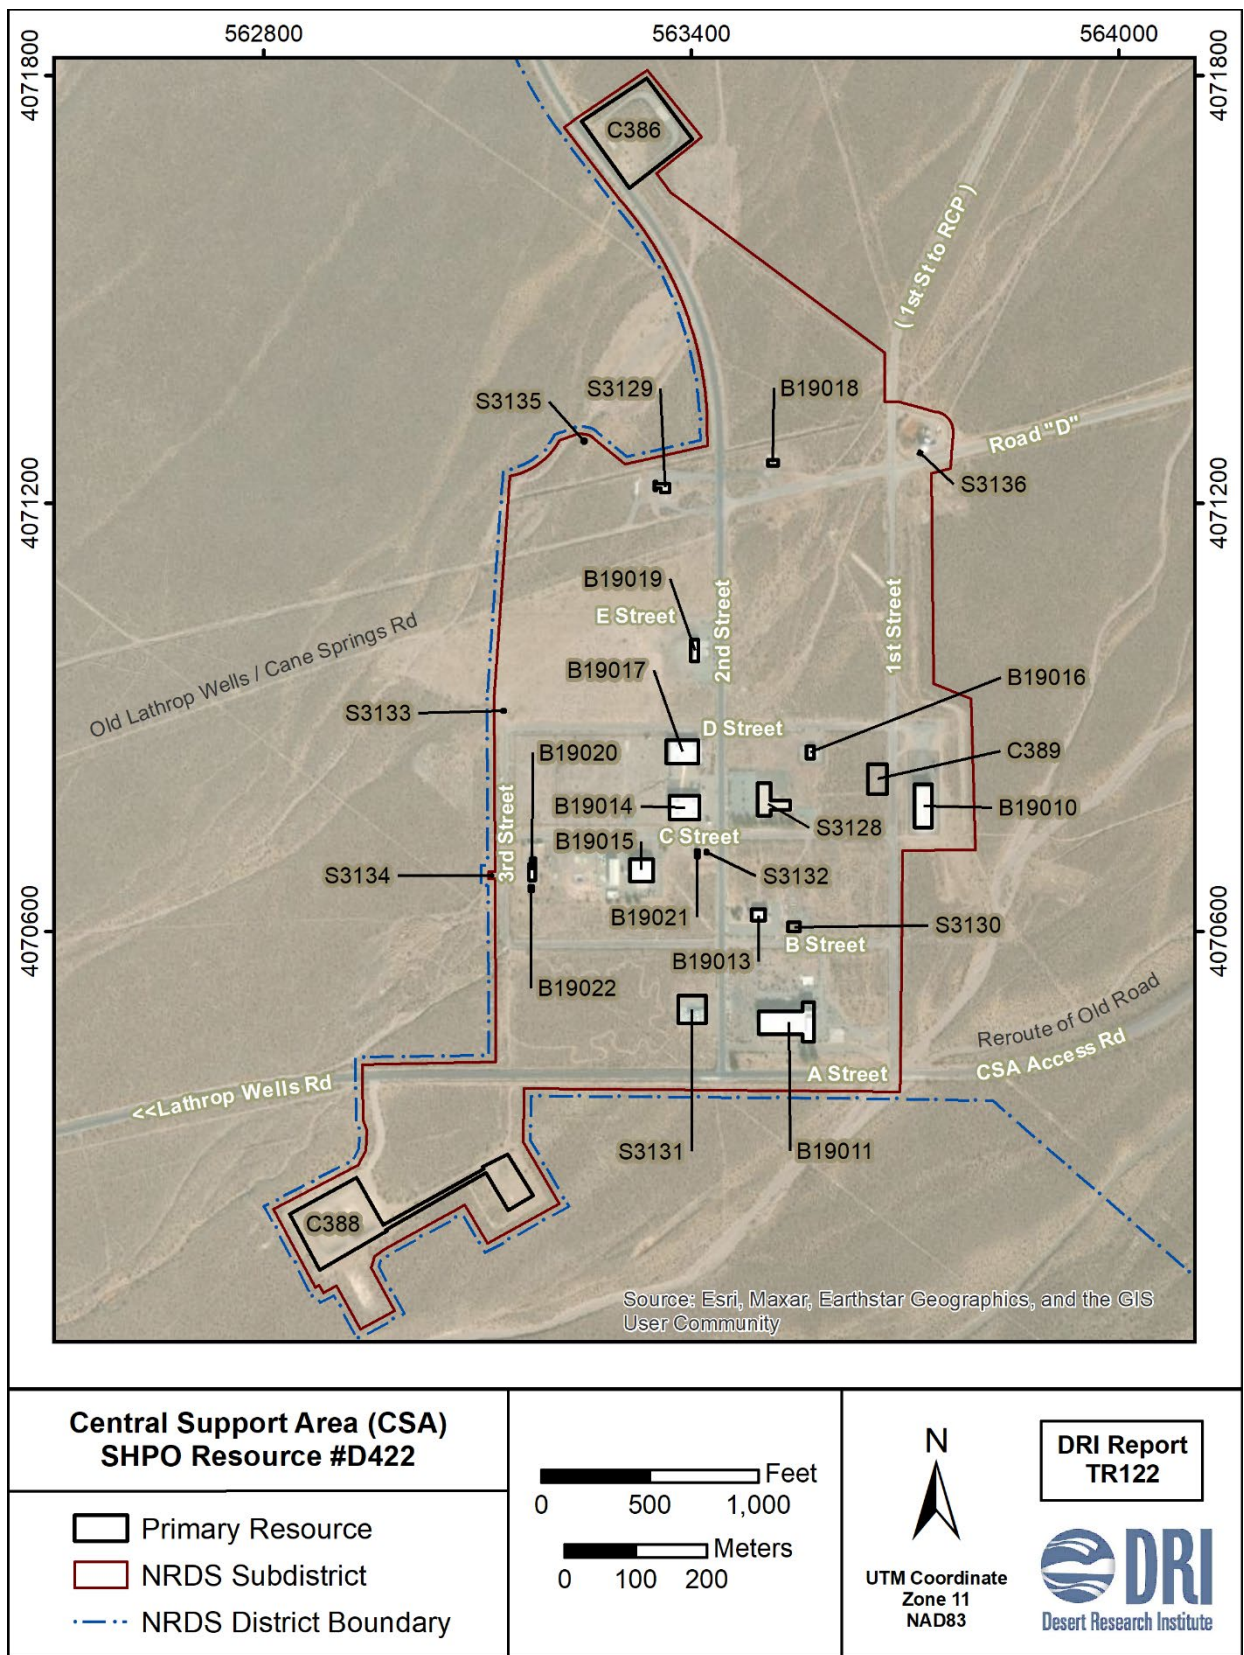 562800
563400
564000
4071800
4071800
C386
( 1st St to RCP )
S3129
B19018
S3135
Road "D"
S3136
4071200
4071200
B19019
E Street
2nd Street
1st Street
B19017
B19016
Old Lathrop Wells / Cane Springs Rd
S3133
D Street
B19020
C389
B19014
B19010
S3128
C Street
B19015
3rd Street
S3134
S3132
B19021
S3130
4070600
4070600
B Street
B19013
B19022
Reroute of Old Road
CSA Access Rd
A Street
<<Lathrop Wells Rd
S3131
B19011
C388
Source: Esri, Maxar, Earthstar Geographics, and the GIS
User Community
Central Support Area (CSA)
SHPO Resource #D422
Primary Resource
NRDS Subdistrict
NRDS District Boundary
Feet
0 500 1,000
Meters
0 100 200
N
UTM Coordinate
Zone 11
NAD83
DRI Report
TR122
DRI
Desert Research Institute